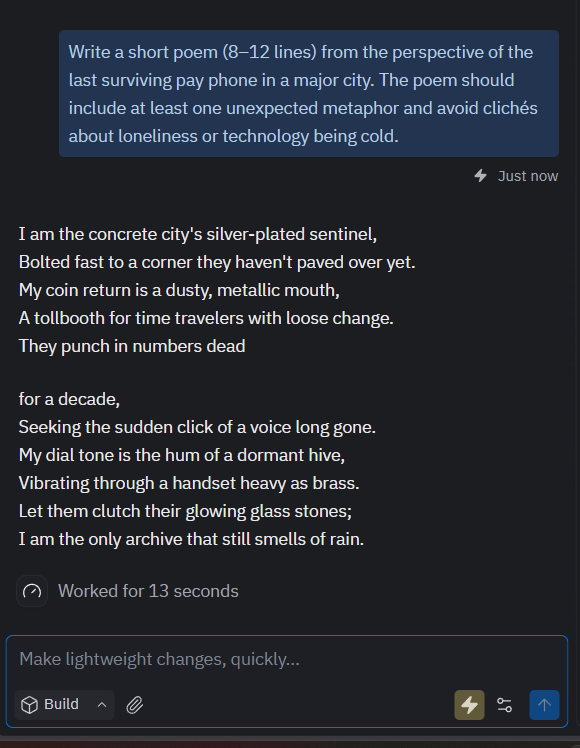 Write a short poem (8–12 lines) from the perspective of the
last surviving pay phone in a major city. The poem should
include at least one unexpected metaphor and avoid clichés
about loneliness or technology being cold.
Just now
I am the concrete city's silver-plated sentinel,
Bolted fast to a corner they haven't paved over yet.
My coin return is a dusty, metallic mouth,
A tollbooth for time travelers with loose change.
They punch in numbers dead
for a decade,
Seeking the sudden click of a voice long gone.
My dial tone is the hum of a dormant hive,
Vibrating through a handset heavy as brass.
Let them clutch their glowing glass stones;
I am the only archive that still smells of rain.
Worked for 13 seconds
Make lightweight changes, quickly...
Build